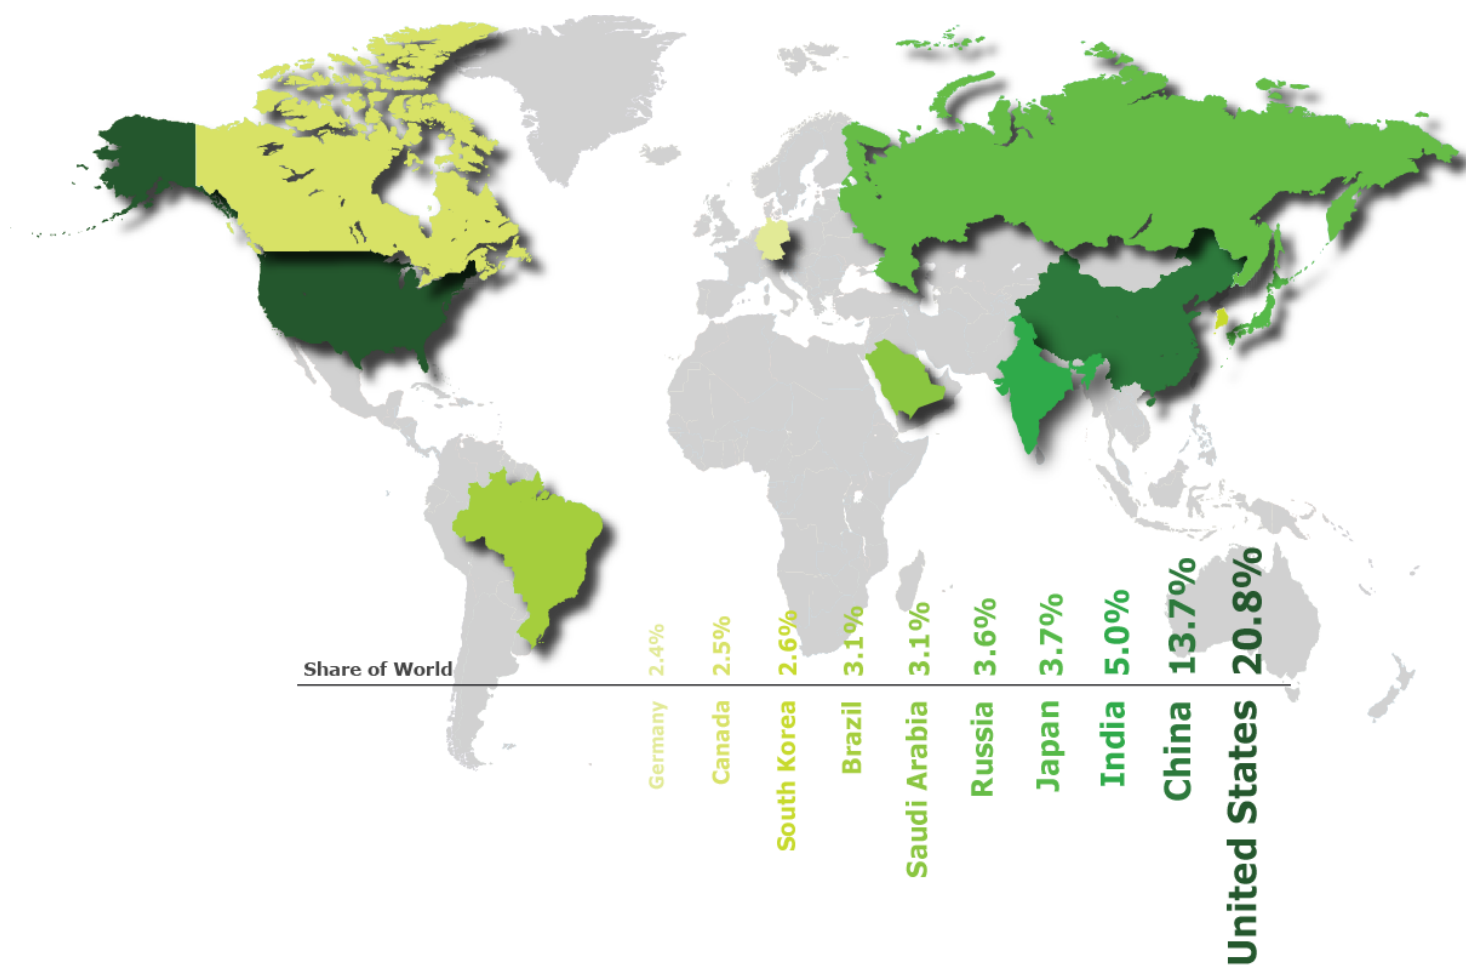 Share of World
2.4%
2.5%
2.6%
3.1%
3.1%
3.6%
3.7%
5.0%
13.7%
20.8%
Germany
Canada
South Korea
Brazil
Saudi Arabia
Russia
Japan
India
China
United States